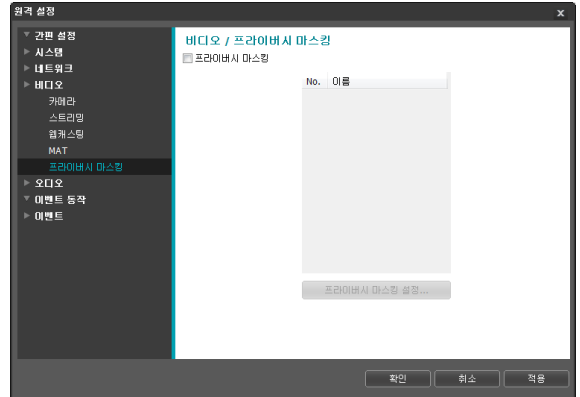 원격 설정
x
간편 설정
시스템
네트워크
비디오
카메라
스트리밍
웹캐스팅
MAT
프라이버시 마스킹
오디오
이벤트 동작
이벤트
비디오 / 프라이버시 마스킹
프라이버시 마스킹
No. 이름
프라이버시 마스킹 설정...
확인 취소 적용